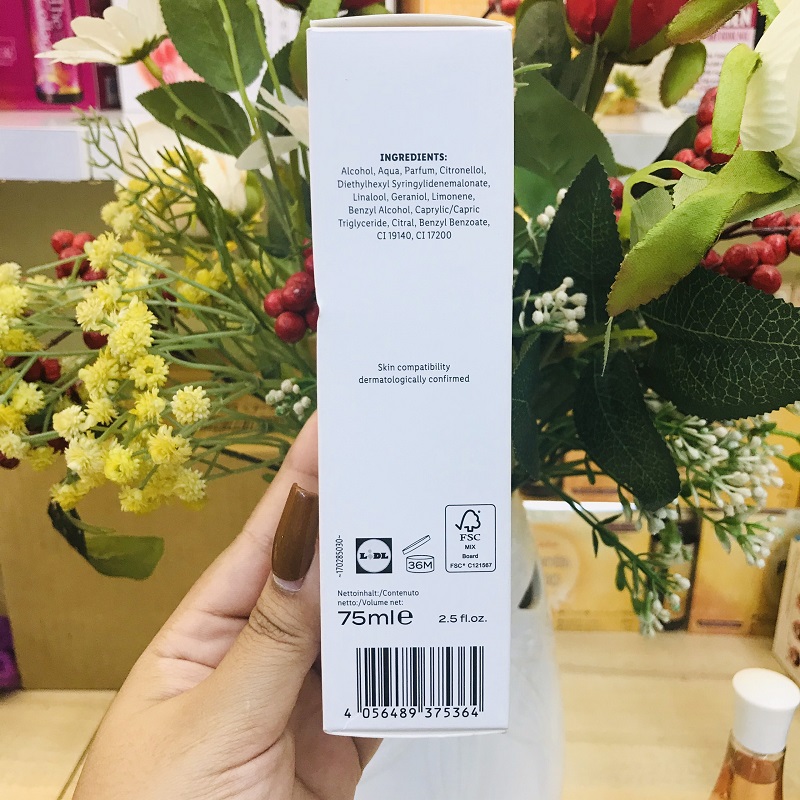 INGREDIENTS:
Alcohol, Aqua, Parfum, Citronellol,
Diethylhexyl Syringylidenemalonate,
Linalool, Geraniol, Limonene,
Benzyl Alcohol, Caprylic/Capric
Triglyceride, Citral, Benzyl Benzoate,
CI 19140, CI 17200
Skin compatibility
dermatologically confirmed
~170285030~
LIDL
36M
FSC
MIX
Board
FSC® C121567
Nettoinhalt:/Contenuto
netto:/Volume net:
75ml℮ 2.5 fl.oz.
4 056489 375364